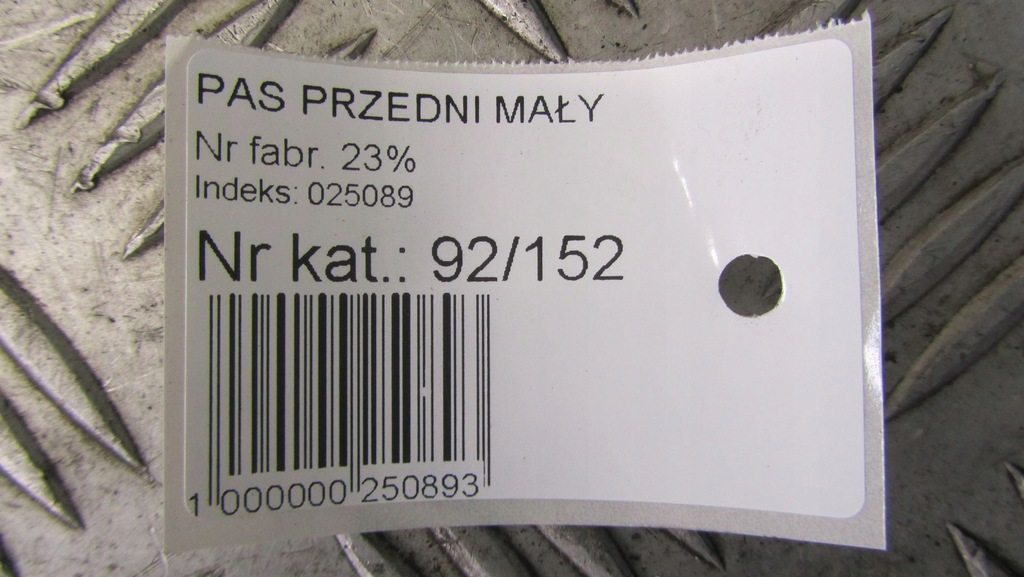 PAS PRZEDNI MAŁY
Nr fabr. 23%
Indeks: 025089
Nr kat.: 92/152
1 000000 250893